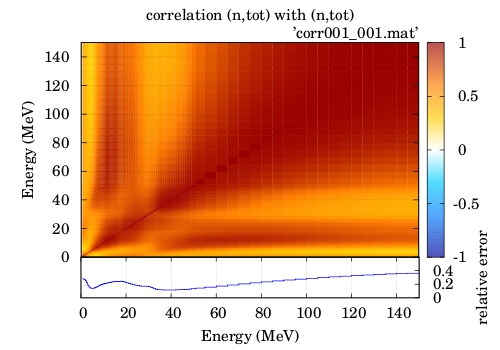 correlation (n,tot) with (n,tot)
'corr001_001.mat'
Energy (MeV)
140
120
100
80
60
40
20
0
1
0.5
0
-0.5
-1
0.4
0.2
0
relative error
0 20 40 60 80 100 120 140
Energy (MeV)